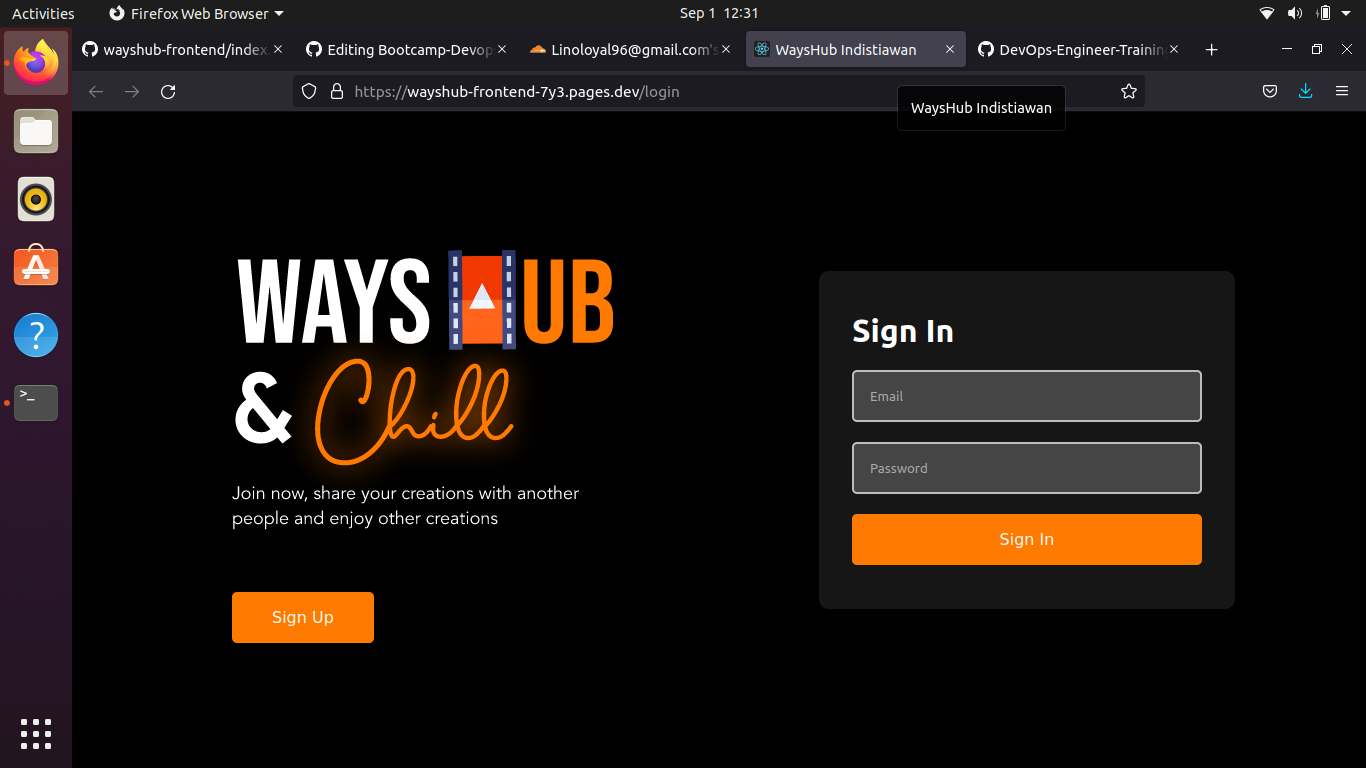 Activities
Firefox Web Browser
Sep 1 12:31
wayshub-frontend/index.
Editing Bootcamp-Devop
Linoloyal96@gmail.com's
WaysHub Indistiawan
DevOps-Engineer-Training
https://wayshub-frontend-7y3.pages.dev/login
WaysHub Indistiawan
WAYS HUB
& Chill
Join now, share your creations with another
people and enjoy other creations
Sign Up
Sign In
Email
Password
Sign In